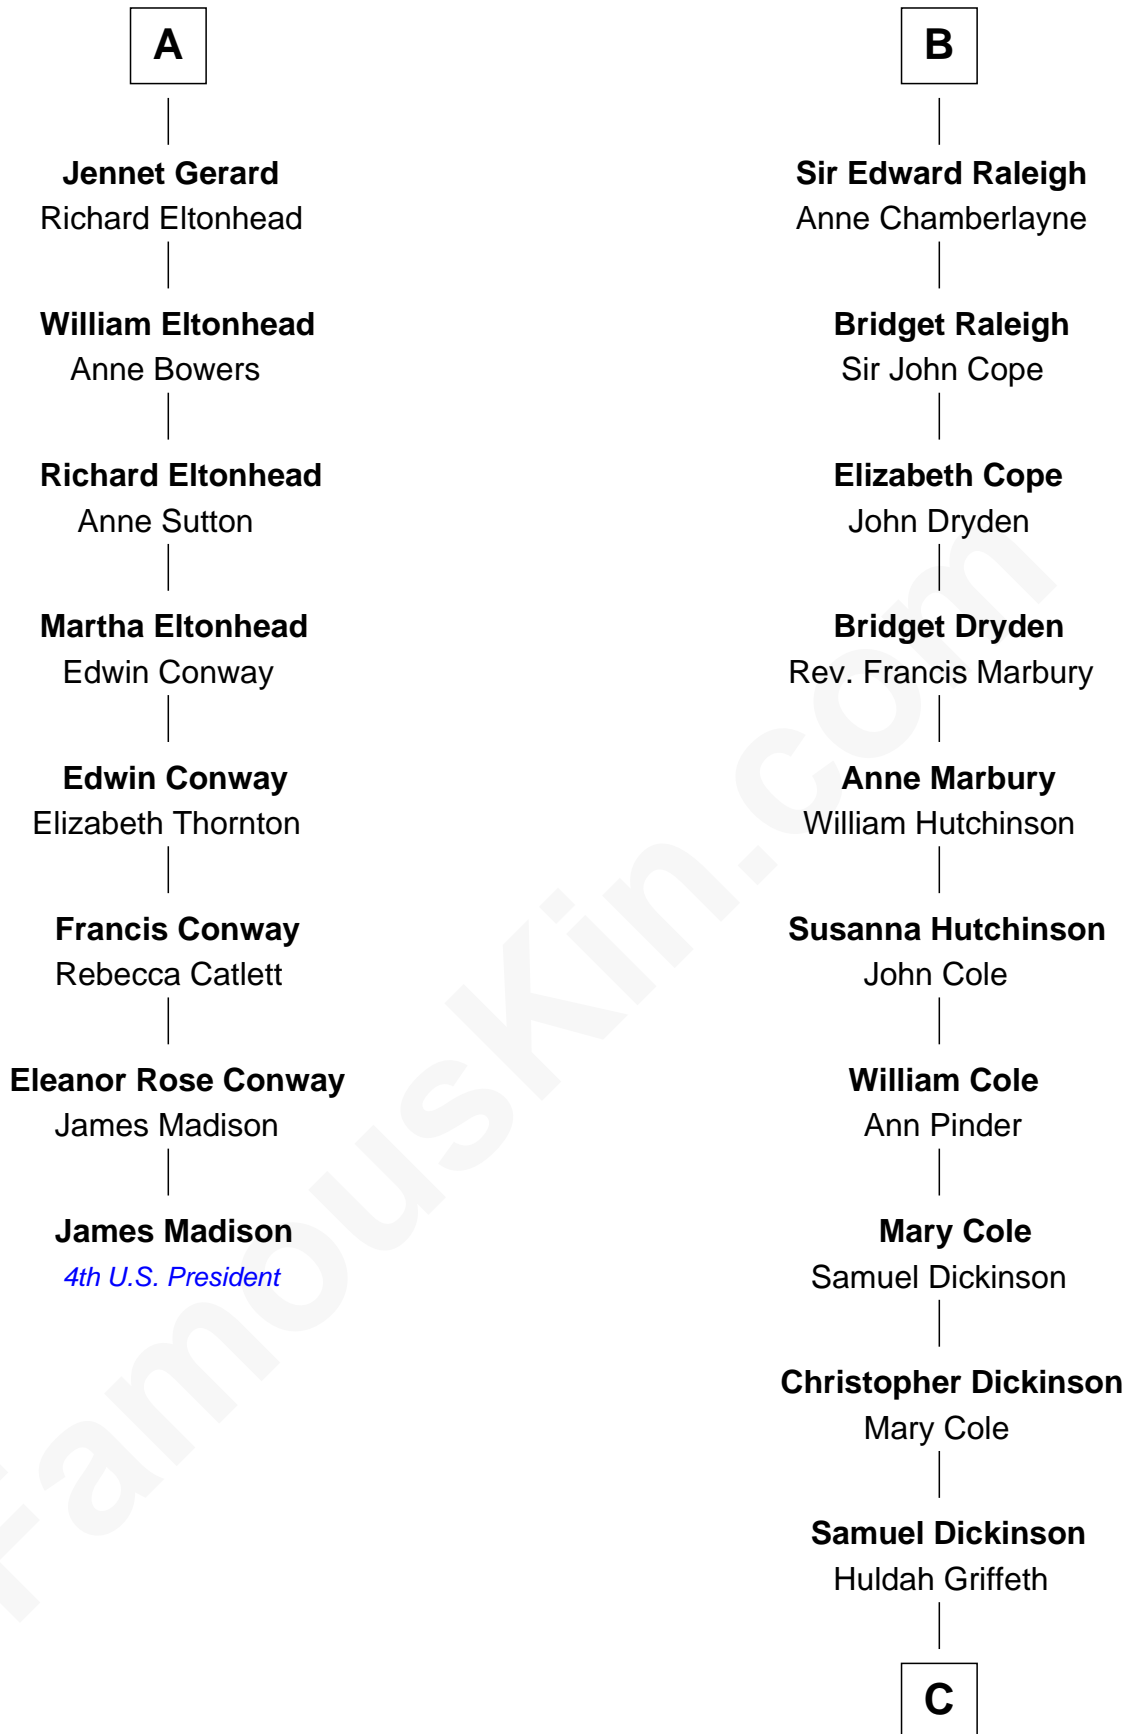 A
Jennet Gerard
Richard Eltonhead
William Eltonhead
Anne Bowers
Richard Eltonhead
Anne Sutton
Martha Eltonhead
Edwin Conway
Edwin Conway
Elizabeth Thornton
Francis Conway
Rebecca Catlett
Eleanor Rose Conway
James Madison
James Madison
4th U.S. President
B
Sir Edward Raleigh
Anne Chamberlayne
Bridget Raleigh
Sir John Cope
Elizabeth Cope
John Dryden
Bridget Dryden
Rev. Francis Marbury
Anne Marbury
William Hutchinson
Susanna Hutchinson
John Cole
William Cole
Ann Pinder
Mary Cole
Samuel Dickinson
Christopher Dickinson
Mary Cole
Samuel Dickinson
Huldah Griffeth
C
FamousKin.com